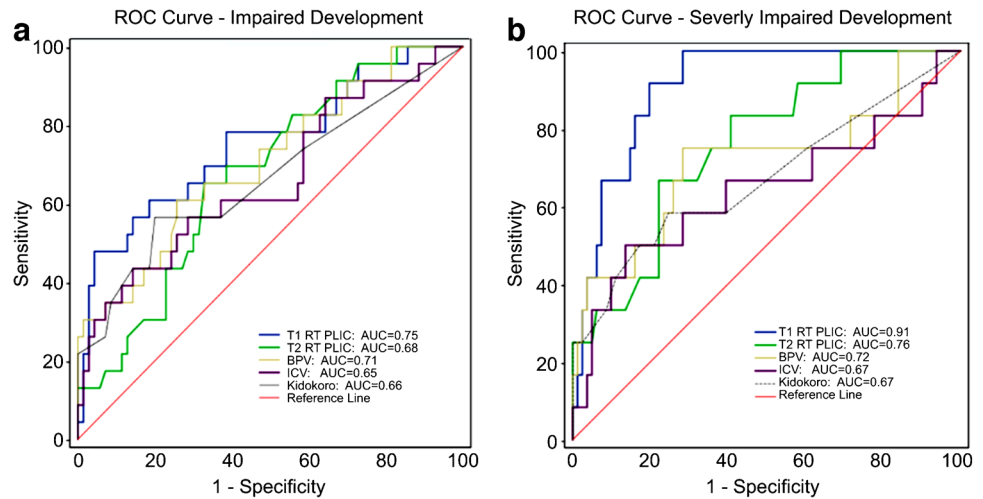 a
ROC Curve - Impaired Development
100
80
60
40
20
0
Sensitivity
T1 RT PLIC: AUC=0.75
T2 RT PLIC: AUC=0.68
BPV: AUC=0.71
ICV: AUC=0.65
Kidokoro: AUC=0.66
Reference Line
0 20 40 60 80 100
1 - Specificity
b
ROC Curve - Severly Impaired Development
100
80
60
40
20
0
Sensitivity
T1 RT PLIC: AUC=0.91
T2 RT PLIC: AUC=0.76
BPV: AUC=0.72
ICV: AUC=0.67
Kidokoro: AUC=0.67
Reference Line
0 20 40 60 80 100
1 - Specificity